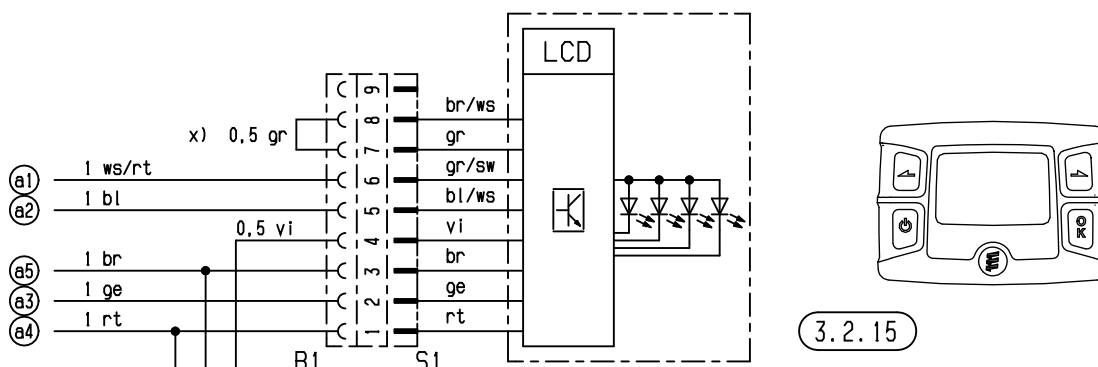 LCD
9
br/ws
x) 0,5 gr
8
gr
7
a1 1 ws/rt
6
gr/sw
a2 1 bl
5
bl/ws
0,5 vi
4
vi
a5 1 br
3
br
a3 1 ge
2
ge
a4 1 rt
1
rt
B1 S1
OK
3.2.15